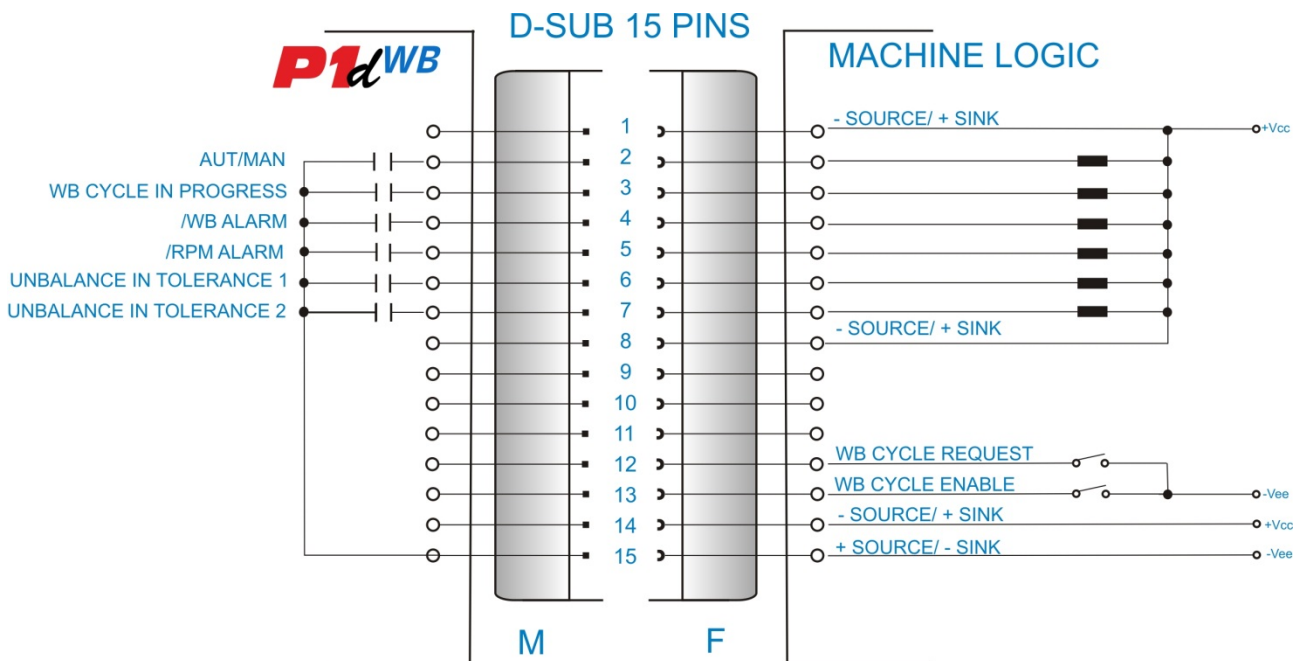 D-SUB 15 PINS
P1dWB
MACHINE LOGIC
1
- SOURCE/ + SINK
+Vcc
AUT/MAN
2
WB CYCLE IN PROGRESS
3
/WB ALARM
4
/RPM ALARM
5
UNBALANCE IN TOLERANCE 1
6
UNBALANCE IN TOLERANCE 2
7
8
- SOURCE/ + SINK
9
10
11
12
WB CYCLE REQUEST
13
WB CYCLE ENABLE
-Vee
14
- SOURCE/ + SINK
+Vcc
15
+ SOURCE/ - SINK
-Vee
M
F